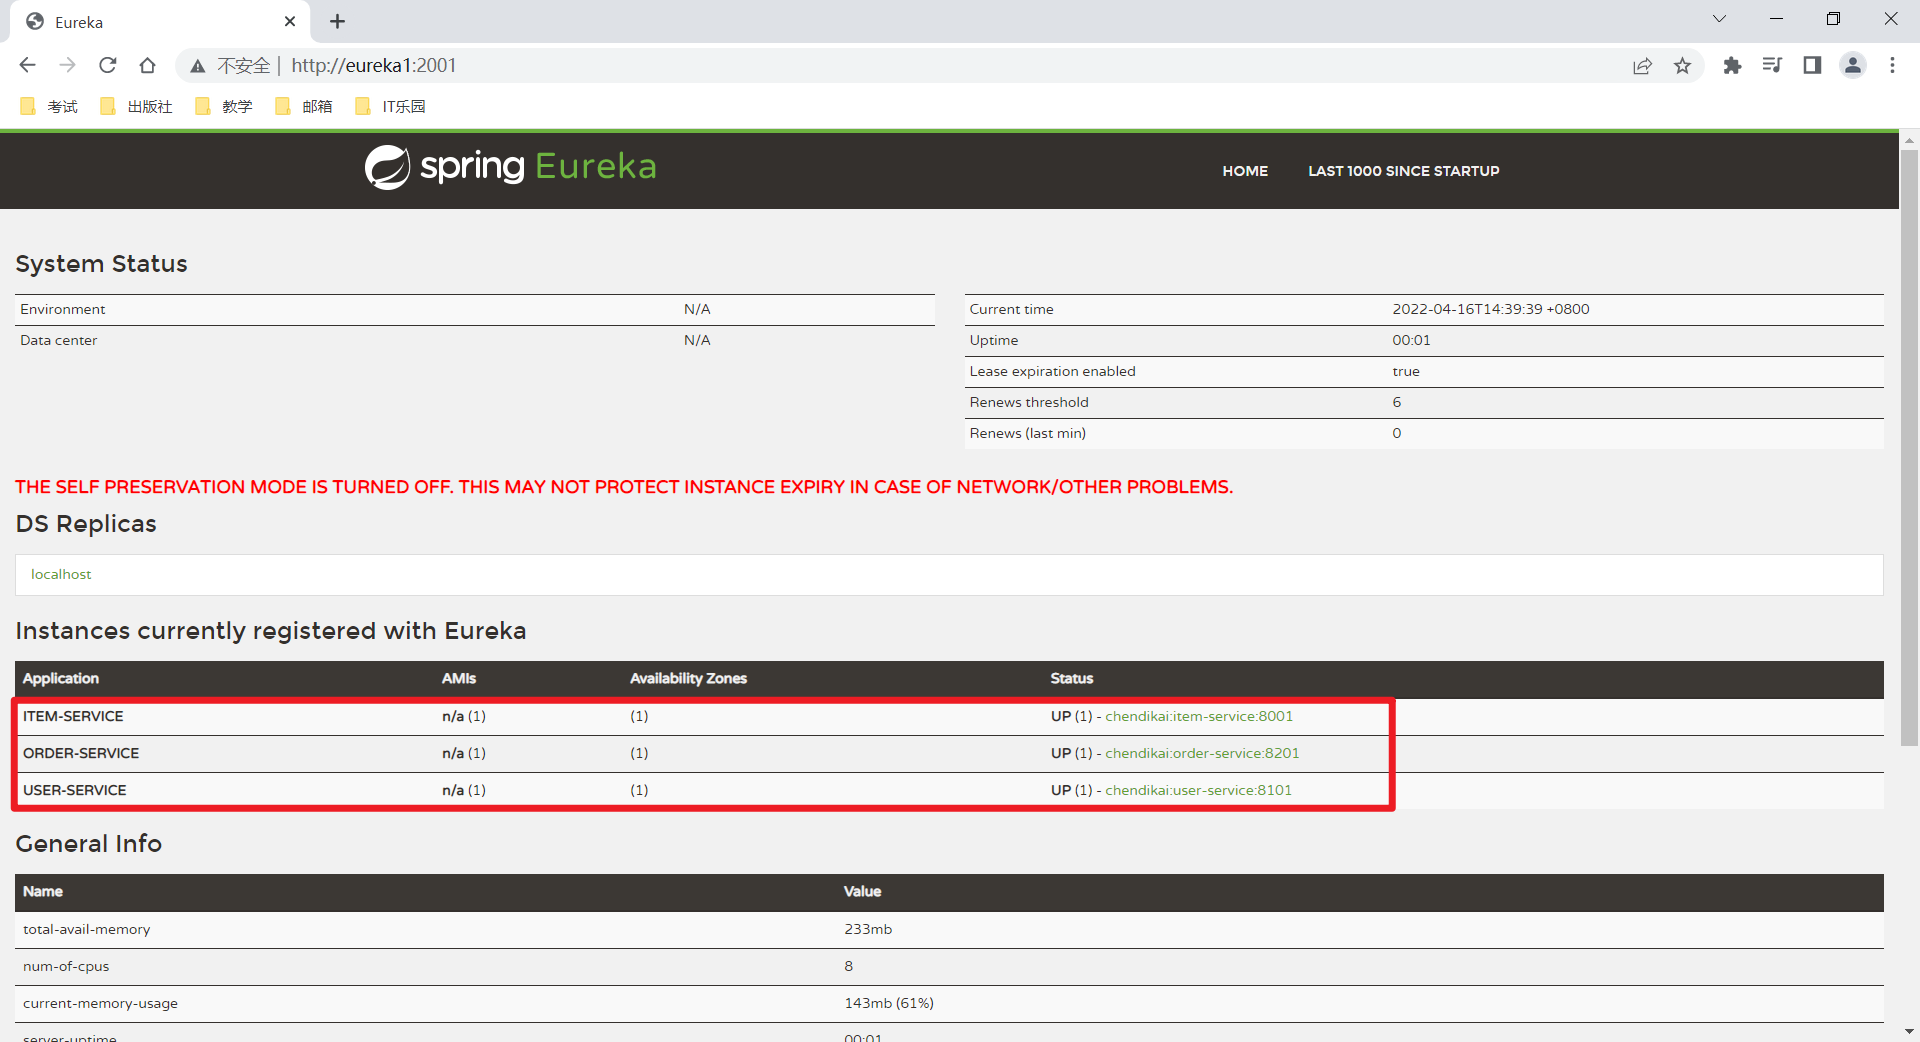 Eureka
不安全 | http://eureka1:2001
考试 出版社 教学 邮箱 IT乐园
spring Eureka HOME LAST 1000 SINCE STARTUP
System Status
Environment N/A
Data center N/A
Current time 2022-04-16T14:39:39 +0800
Uptime 00:01
Lease expiration enabled true
Renews threshold 6
Renews (last min) 0
THE SELF PRESERVATION MODE IS TURNED OFF. THIS MAY NOT PROTECT INSTANCE EXPIRY IN CASE OF NETWORK/OTHER PROBLEMS.
DS Replicas
localhost
Instances currently registered with Eureka
Application AMIs Availability Zones Status
ITEM-SERVICE n/a (1) (1) UP (1) - chendikai:item-service:8001
ORDER-SERVICE n/a (1) (1) UP (1) - chendikai:order-service:8201
USER-SERVICE n/a (1) (1) UP (1) - chendikai:user-service:8101
General Info
Name Value
total-avail-memory 233mb
num-of-cpus 8
current-memory-usage 143mb (61%)
server-uptime 00:01